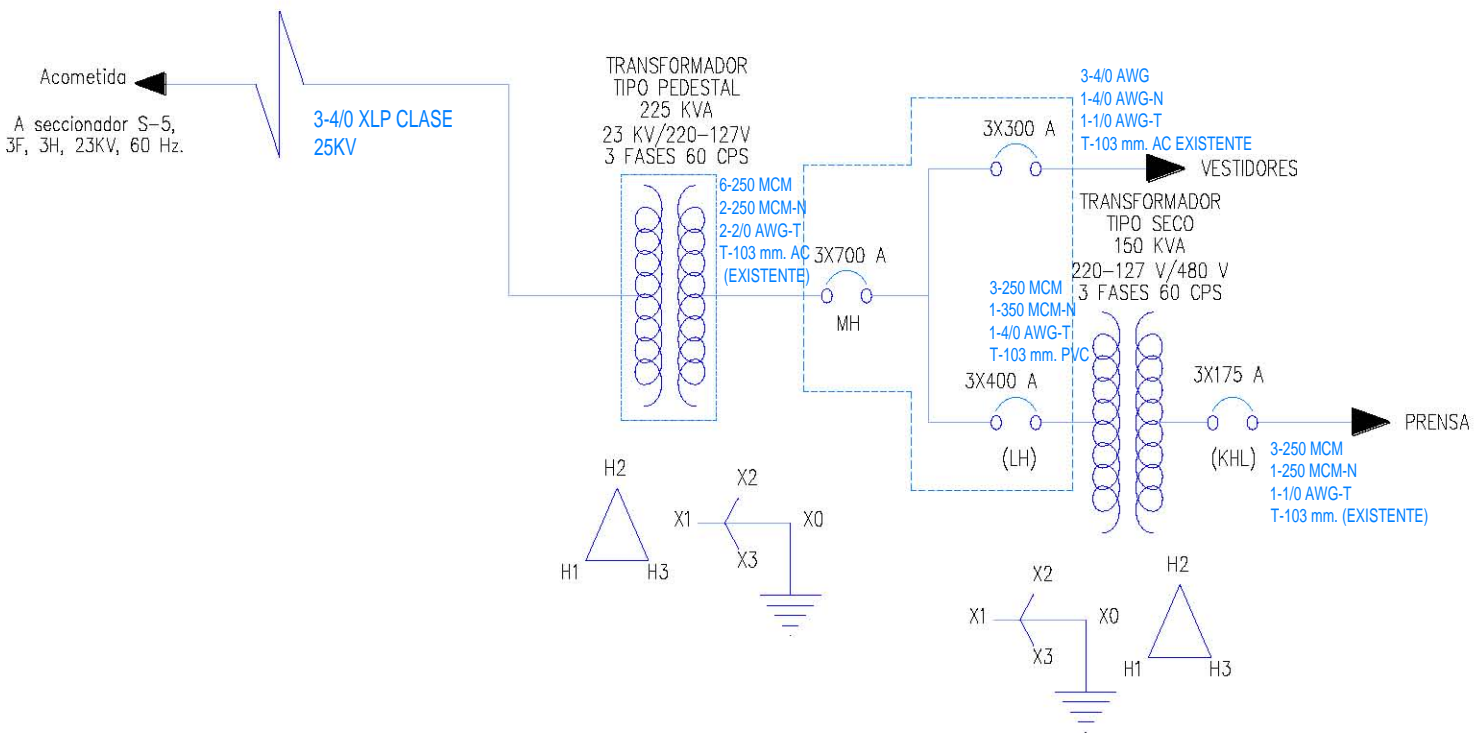 Acometida
A seccionador S-5,
3F, 3H, 23KV, 60 Hz.
3-4/0 XLP CLASE
25KV
TRANSFORMADOR
TIPO PEDESTAL
225 KVA
23 KV/220-127V
3 FASES 60 CPS
6-250 MCM
2-250 MCM-N
2-2/0 AWG-T
T-103 mm. AC
(EXISTENTE)
3X700 A
MH
3X300 A
3-4/0 AWG
1-4/0 AWG-N
1-1/0 AWG-T
T-103 mm. AC EXISTENTE
VESTIDORES
TRANSFORMADOR
TIPO SECO
150 KVA
220-127 V/480 V
3 FASES 60 CPS
3-250 MCM
1-350 MCM-N
1-4/0 AWG-T
T-103 mm. PVC
3X400 A
(LH)
3X175 A
(KHL)
PRENSA
3-250 MCM
1-250 MCM-N
1-1/0 AWG-T
T-103 mm. (EXISTENTE)
H2
H1
H3
X2
X1
X0
X3
X2
X1
X0
X3
H2
H1
H3